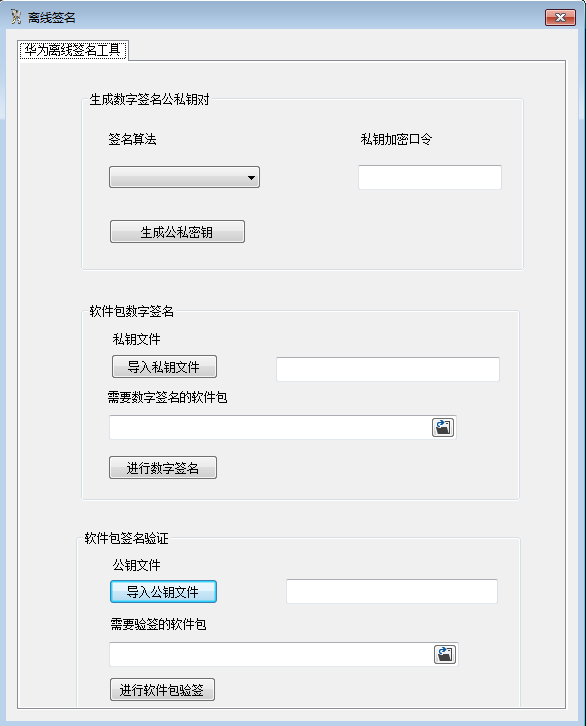 离线签名
华为离线签名工具
生成数字签名公私钥对
签名算法
私钥加密口令
生成公私密钥
软件包数字签名
私钥文件
导入私钥文件
需要数字签名的软件包
进行数字签名
软件包签名验证
公钥文件
导入公钥文件
需要验签的软件包
进行软件包验签